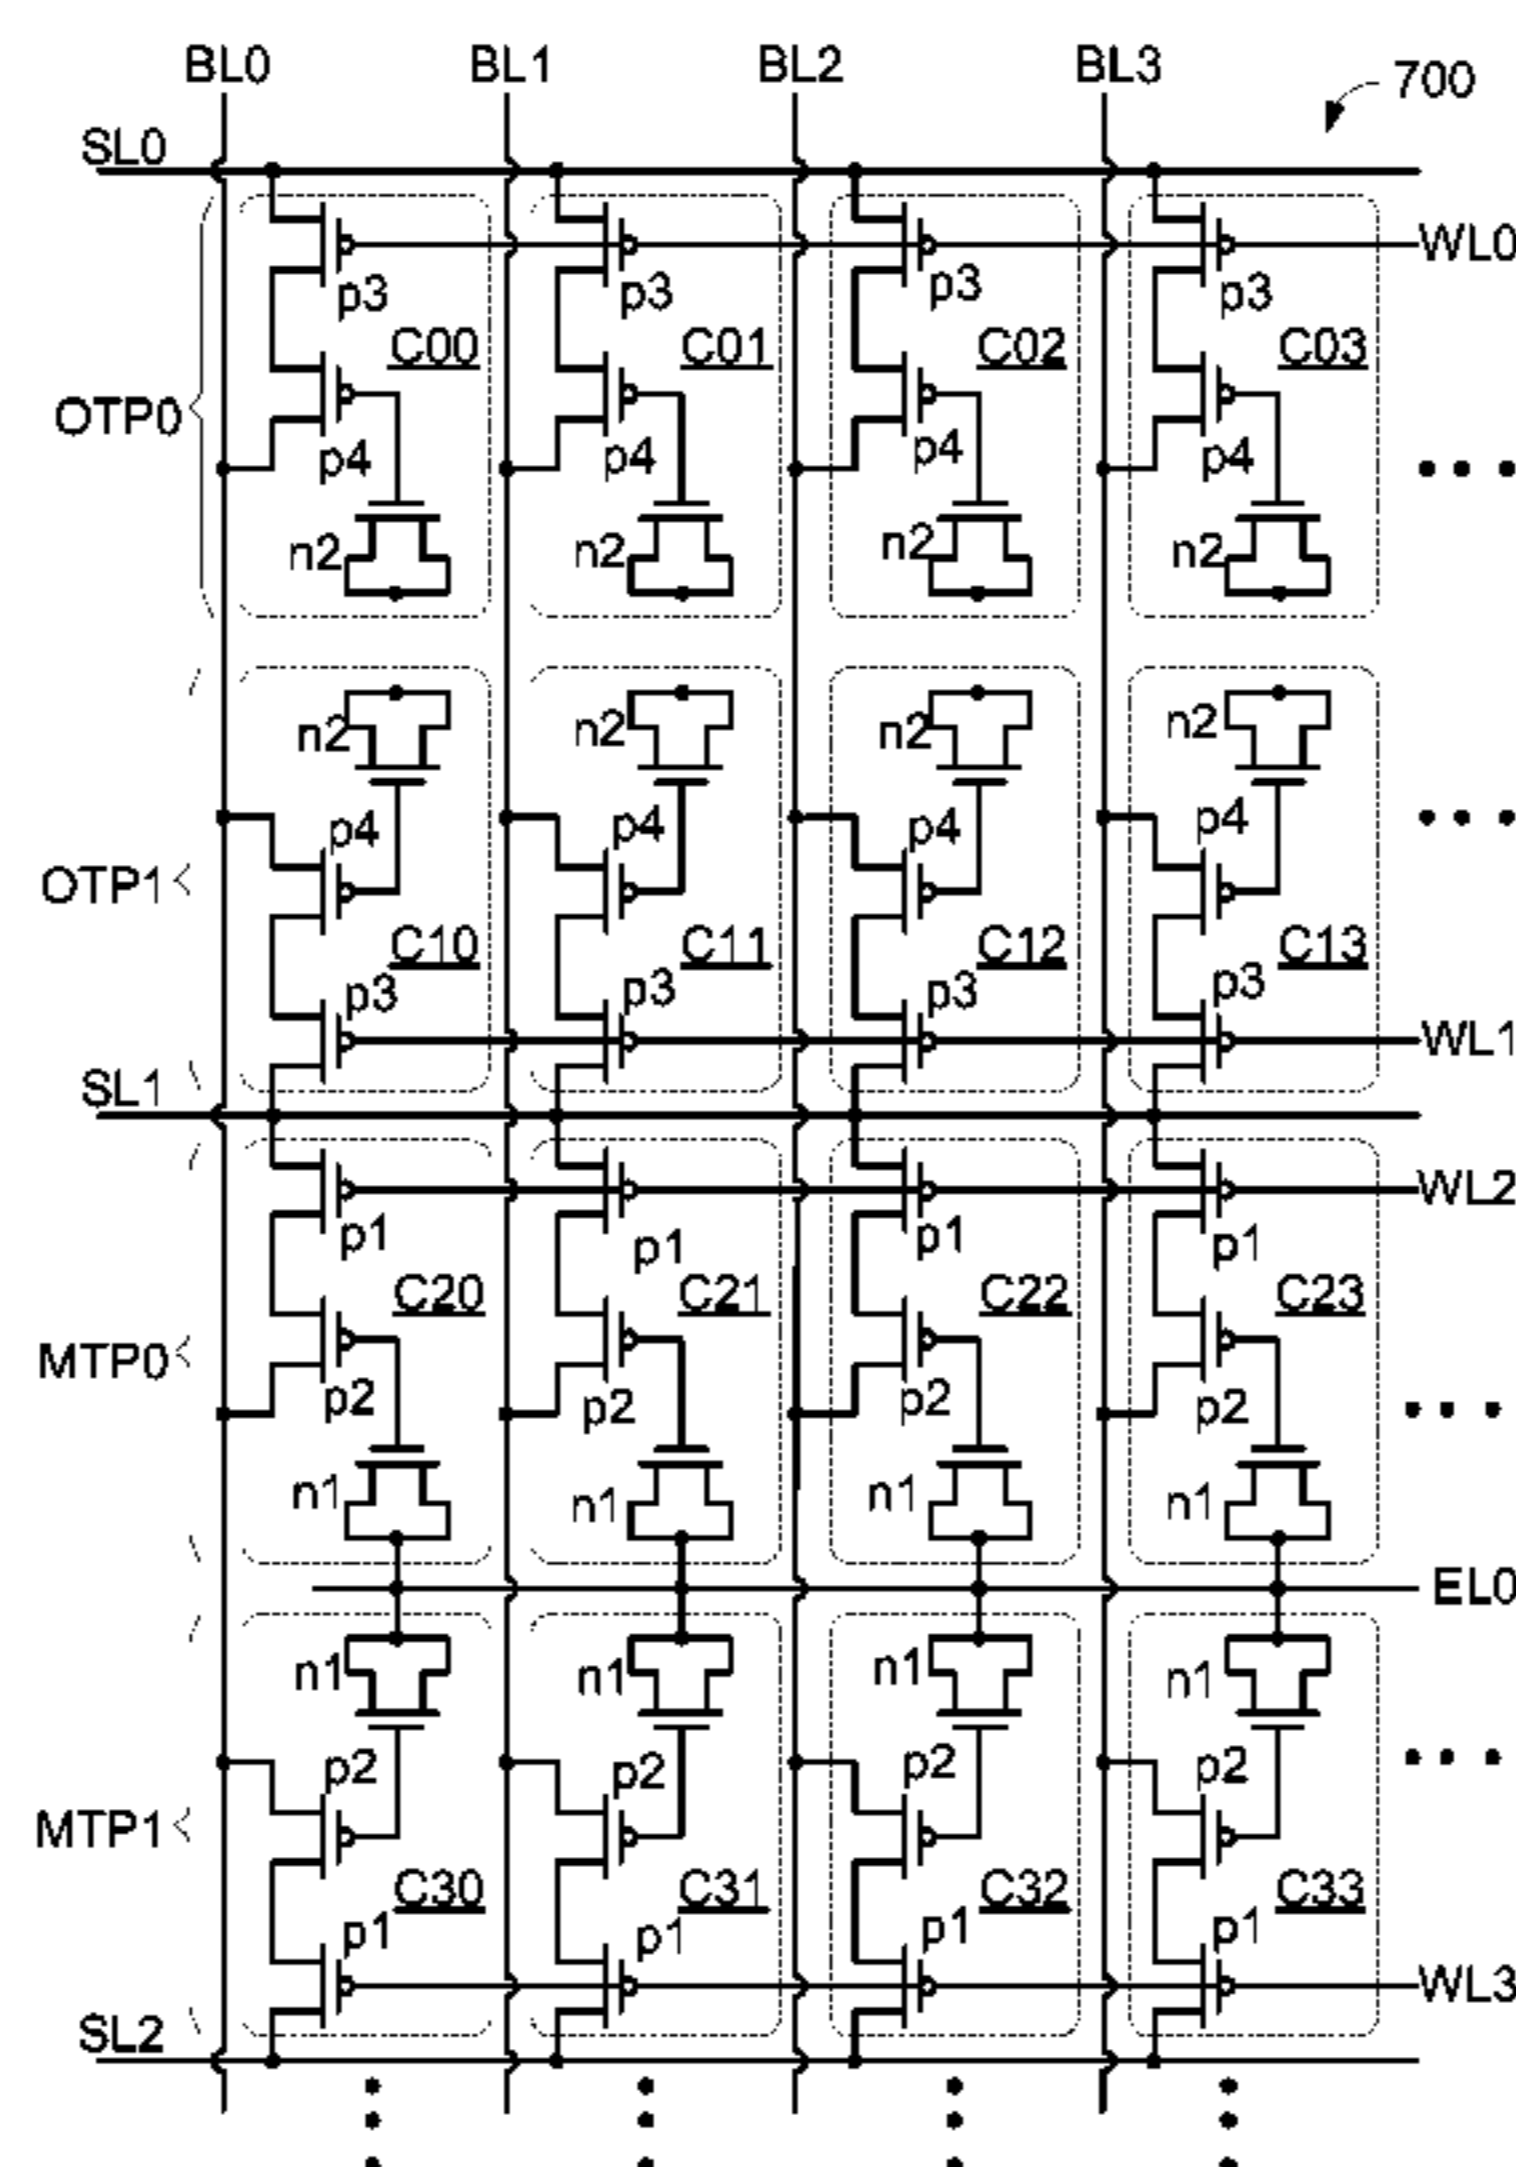 BL0 BL1 BL2 BL3
700
SL0
WL0
p3 p3 p3 p3
C00 C01 C02 C03
OTP0
p4 p4 p4 p4
n2 n2 n2 n2
n2 n2 n2 n2
p4 p4 p4 p4
OTP1
C10 C11 C12 C13
p3 p3 p3 p3
WL1
SL1
WL2
p1 p1 p1 p1
C20 C21 C22 C23
MTP0
p2 p2 p2 p2
n1 n1 n1 n1
EL0
n1 n1 n1 n1
p2 p2 p2 p2
MTP1
C30 C31 C32 C33
p1 p1 p1 p1
WL3
SL2